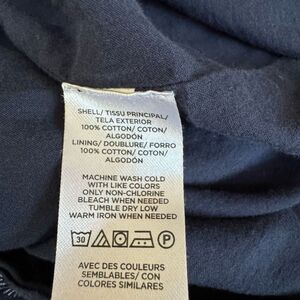 SHELL/ TISSU PRINCIPAL/
TELA EXTERIOR
100% COTTON/ COTON/
ALGODÓN
LINING/ DOUBLURE/ FORRO
100% COTTON/ COTON/
ALGODÓN
MACHINE WASH COLD
WITH LIKE COLORS
ONLY NON-CHLORINE
BLEACH WHEN NEEDED
TUMBLE DRY LOW
WARM IRON WHEN NEEDED
30 P
AVEC DES COULEURS
SEMBLABLES/ CON
COLORES SIMILARES